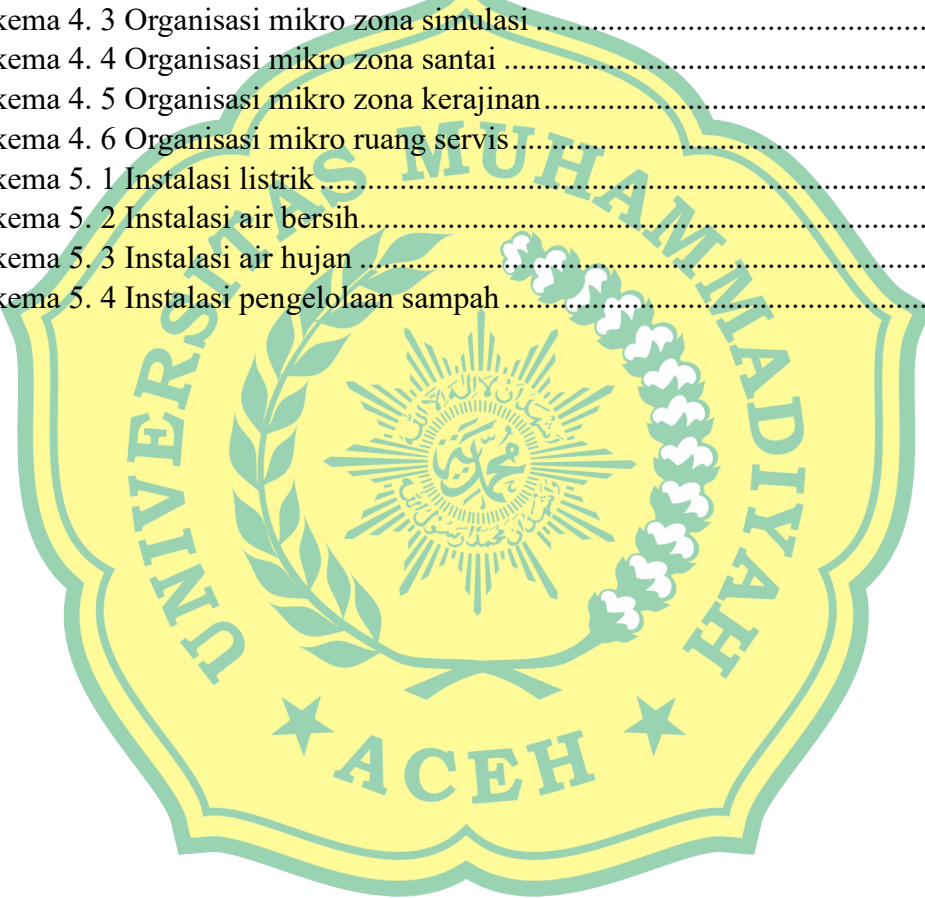 kema 4. 3 Organisasi mikro zona simulasi ................................................
kema 4. 4 Organisasi mikro zona santai ................................................
kema 4. 5 Organisasi mikro zona kerajinan ................................................
kema 4. 6 Organisasi mikro ruang servis ................................................
kema 5. 1 Instalasi listrik ................................................
kema 5. 2 Instalasi air bersih ................................................
kema 5. 3 Instalasi air hujan ................................................
kema 5. 4 Instalasi pengelolaan sampah ................................................
UNIVERSITAS MUHAMMADIYAH
محمدية
ACEH